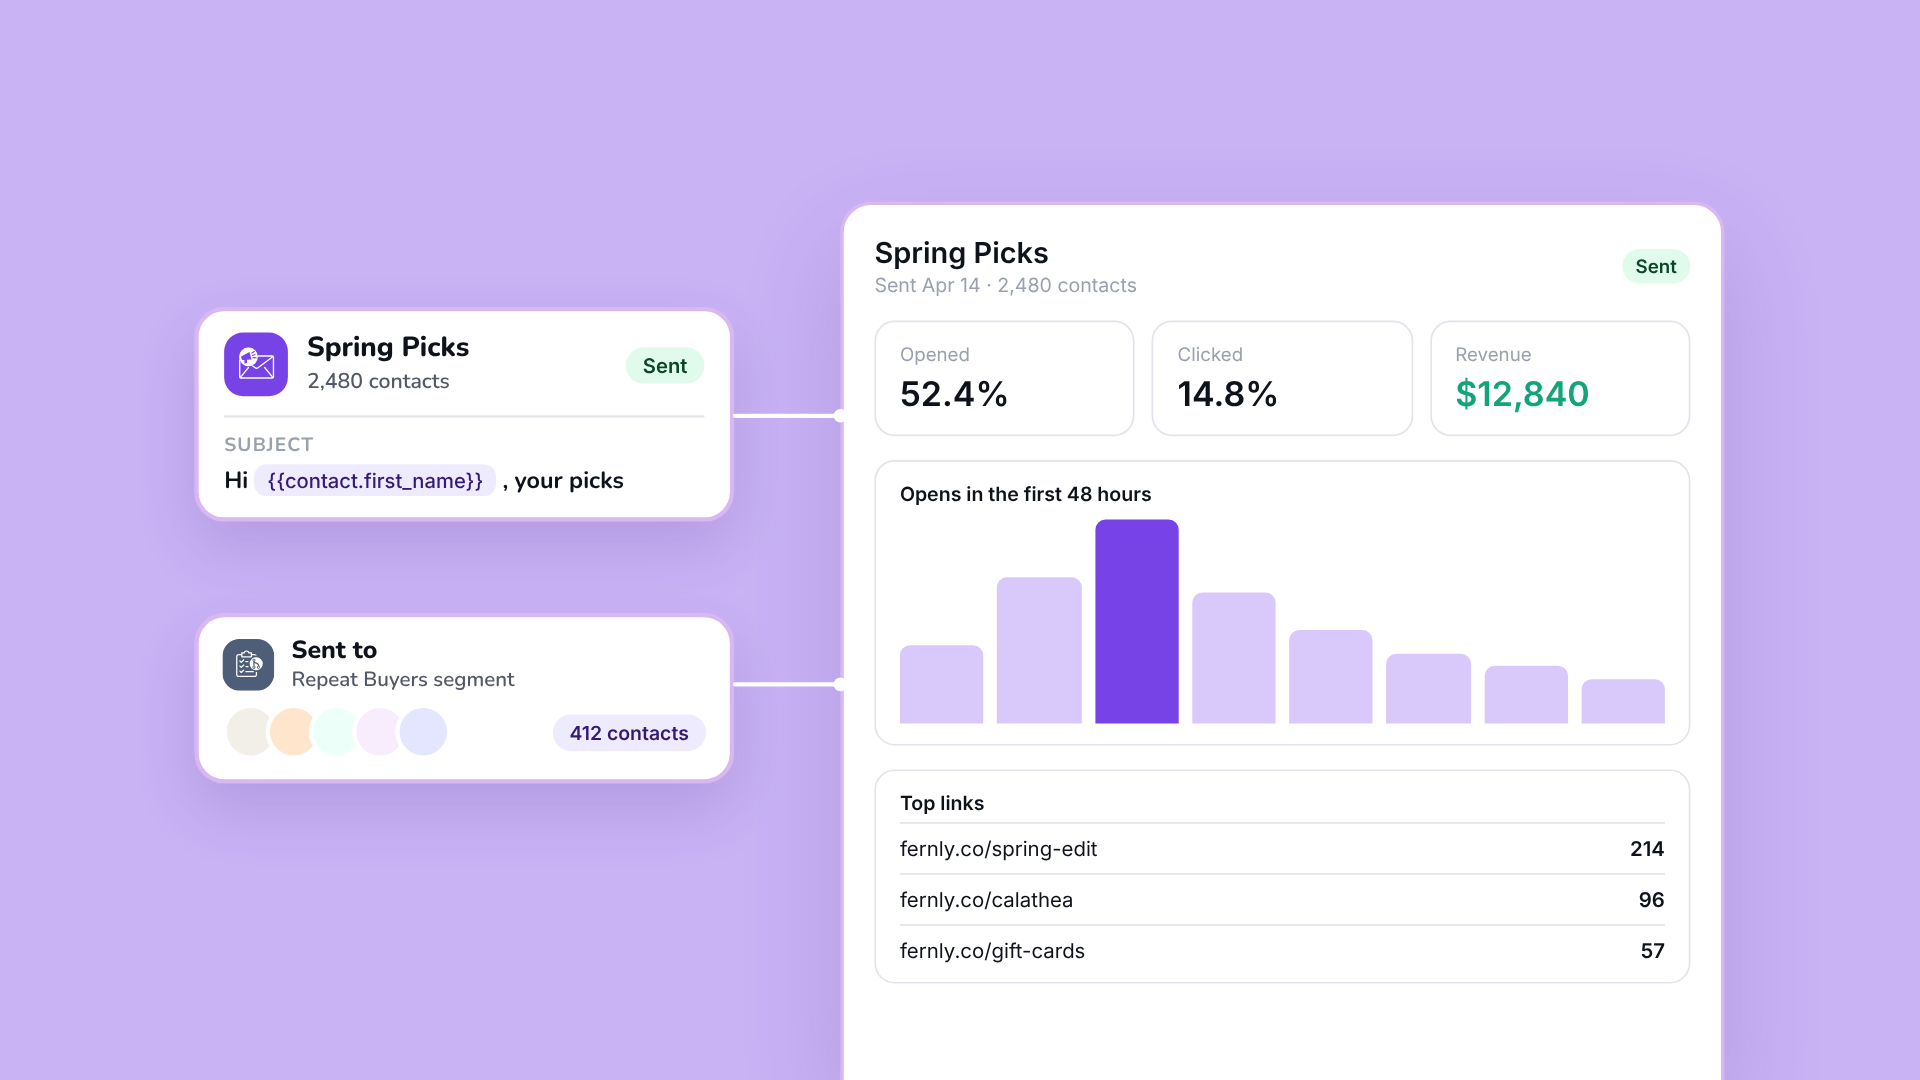 Spring Picks
2,480 contacts
Sent
SUBJECT
Hi {{contact.first_name}} , your picks
Sent to
Repeat Buyers segment
412 contacts
Spring Picks
Sent Apr 14 · 2,480 contacts
Sent
Opened
52.4%
Clicked
14.8%
Revenue
$12,840
Opens in the first 48 hours
Top links
fernly.co/spring-edit 214
fernly.co/calathea 96
fernly.co/gift-cards 57